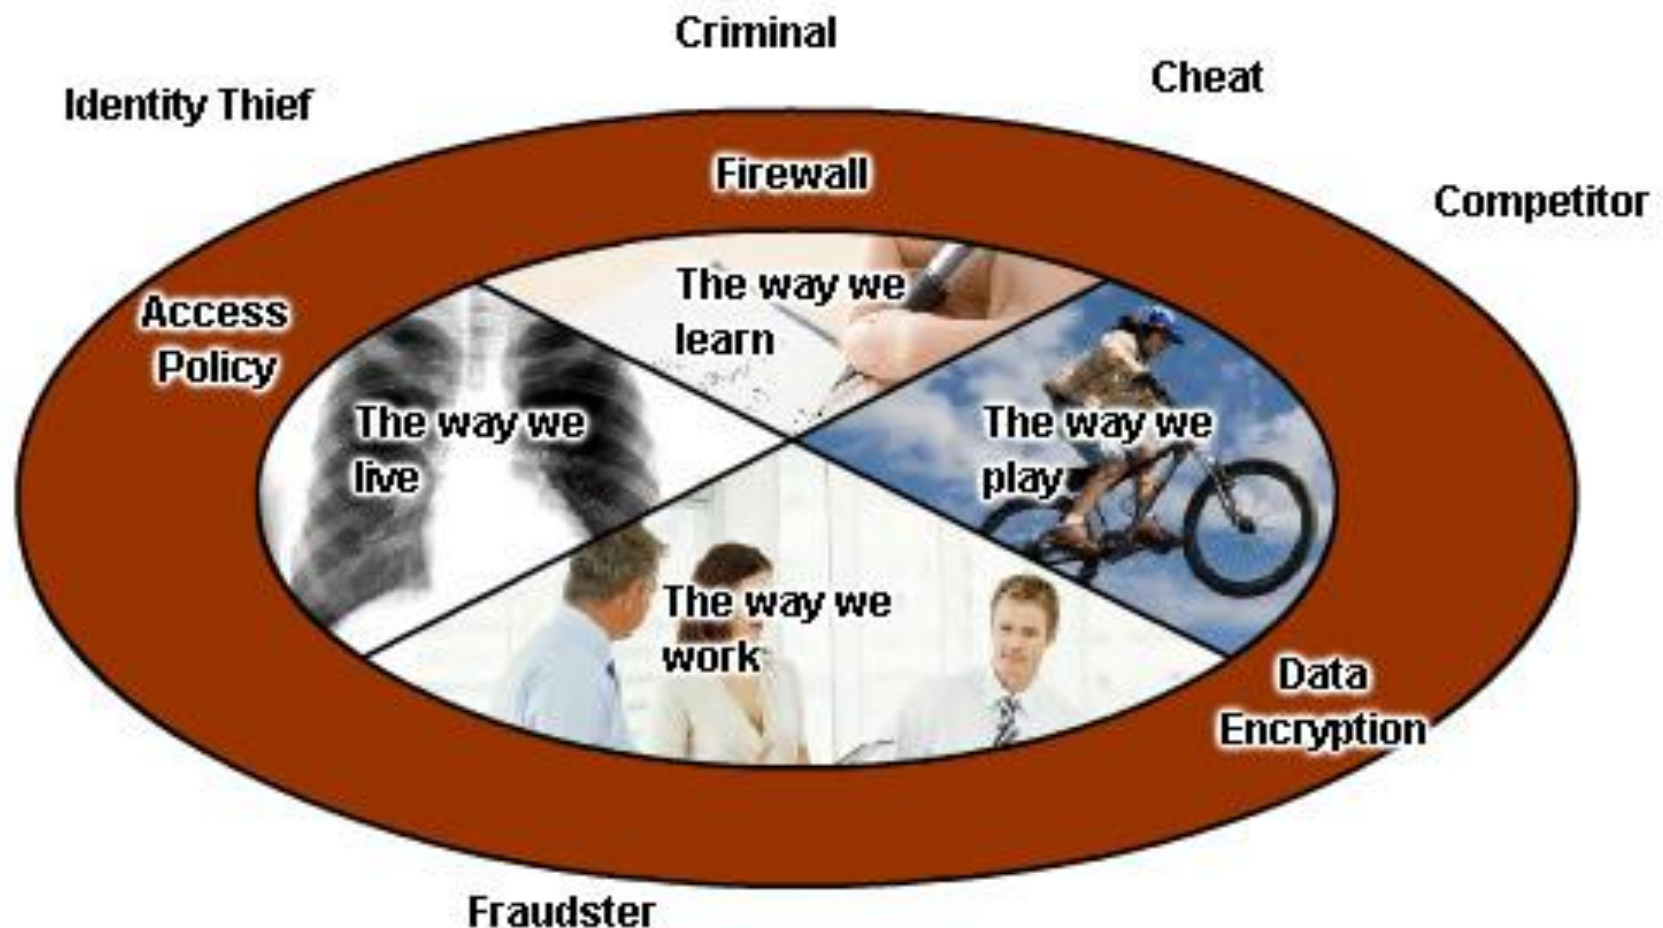 Criminal
Cheat
Identity Thief
Firewall
Competitor
The way we
learn
Access
Policy
The way we
live
The way we
play
The way we
work
Data
Encryption
Fraudster